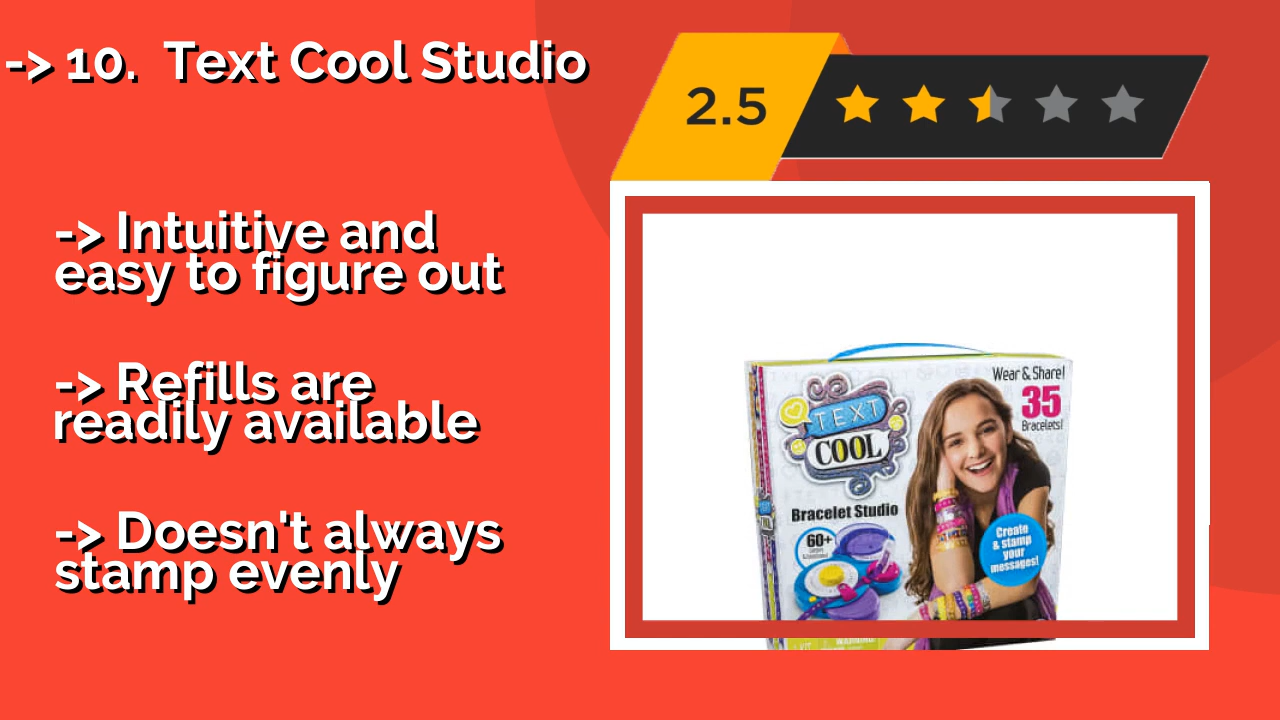 -> 10. Text Cool Studio
2.5
-> Intuitive and
easy to figure out
-> Refills are
readily available
-> Doesn't always
stamp evenly
Wear & Share!
35
Bracelets!
TEXT
COOL
Bracelet Studio
60+
Create
& stamp
your
messages!